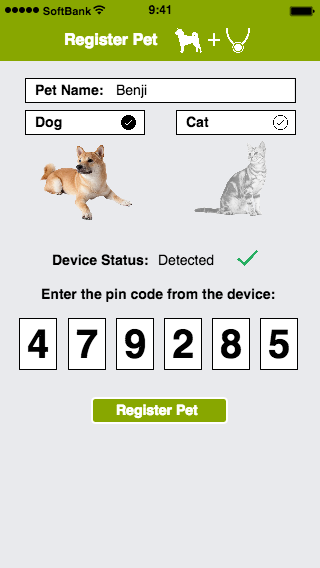 SoftBank 9:41
Register Pet +
Pet Name: Benji
Dog Cat
Device Status: Detected
Enter the pin code from the device:
4 7 9 2 8 5
Register Pet